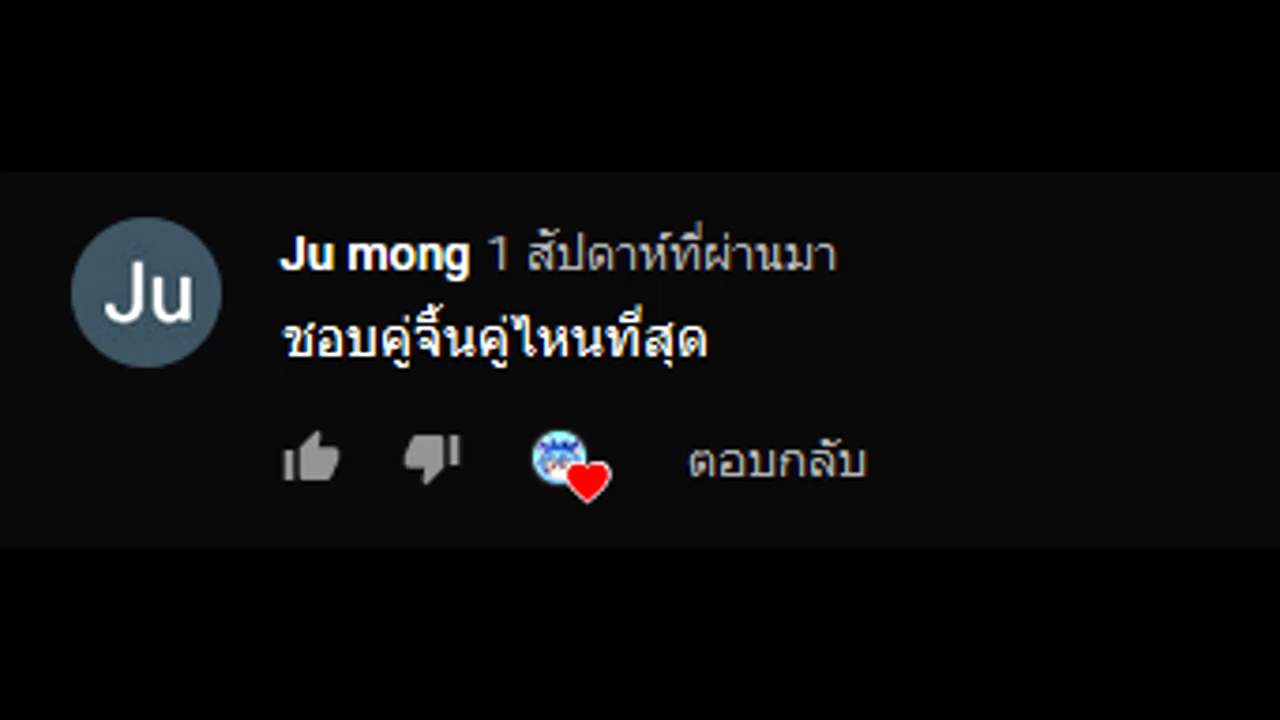 Ju
Ju mong 1 สัปดาห์ที่ผ่านมา
ชอบคู่จิ้นคู่ไหนที่สุด
ตอบกลับ